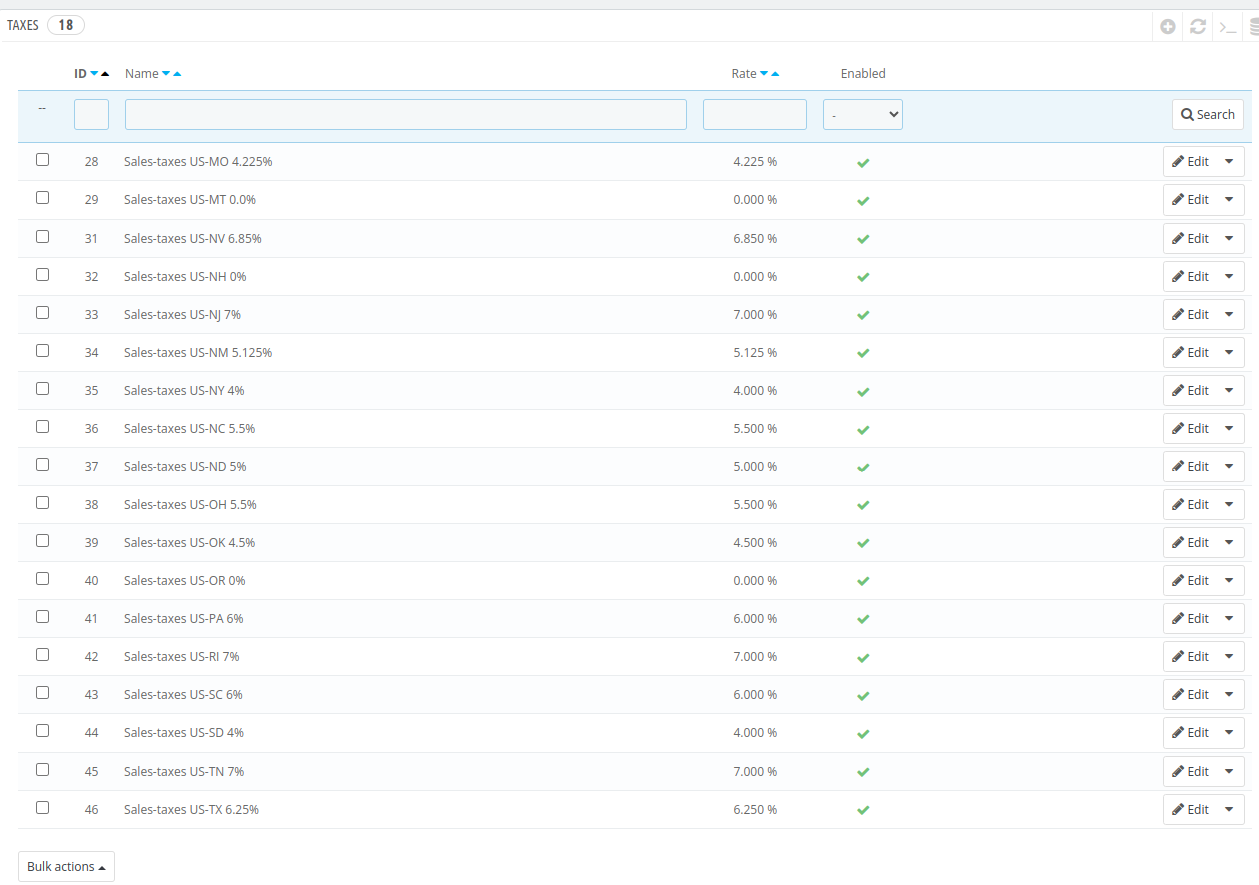 TAXES 18
ID Name Rate Enabled
-- - Search
28 Sales-taxes US-MO 4.225% 4.225 % Edit
29 Sales-taxes US-MT 0.0% 0.000 % Edit
31 Sales-taxes US-NV 6.85% 6.850 % Edit
32 Sales-taxes US-NH 0% 0.000 % Edit
33 Sales-taxes US-NJ 7% 7.000 % Edit
34 Sales-taxes US-NM 5.125% 5.125 % Edit
35 Sales-taxes US-NY 4% 4.000 % Edit
36 Sales-taxes US-NC 5.5% 5.500 % Edit
37 Sales-taxes US-ND 5% 5.000 % Edit
38 Sales-taxes US-OH 5.5% 5.500 % Edit
39 Sales-taxes US-OK 4.5% 4.500 % Edit
40 Sales-taxes US-OR 0% 0.000 % Edit
41 Sales-taxes US-PA 6% 6.000 % Edit
42 Sales-taxes US-RI 7% 7.000 % Edit
43 Sales-taxes US-SC 6% 6.000 % Edit
44 Sales-taxes US-SD 4% 4.000 % Edit
45 Sales-taxes US-TN 7% 7.000 % Edit
46 Sales-taxes US-TX 6.25% 6.250 % Edit
Bulk actions